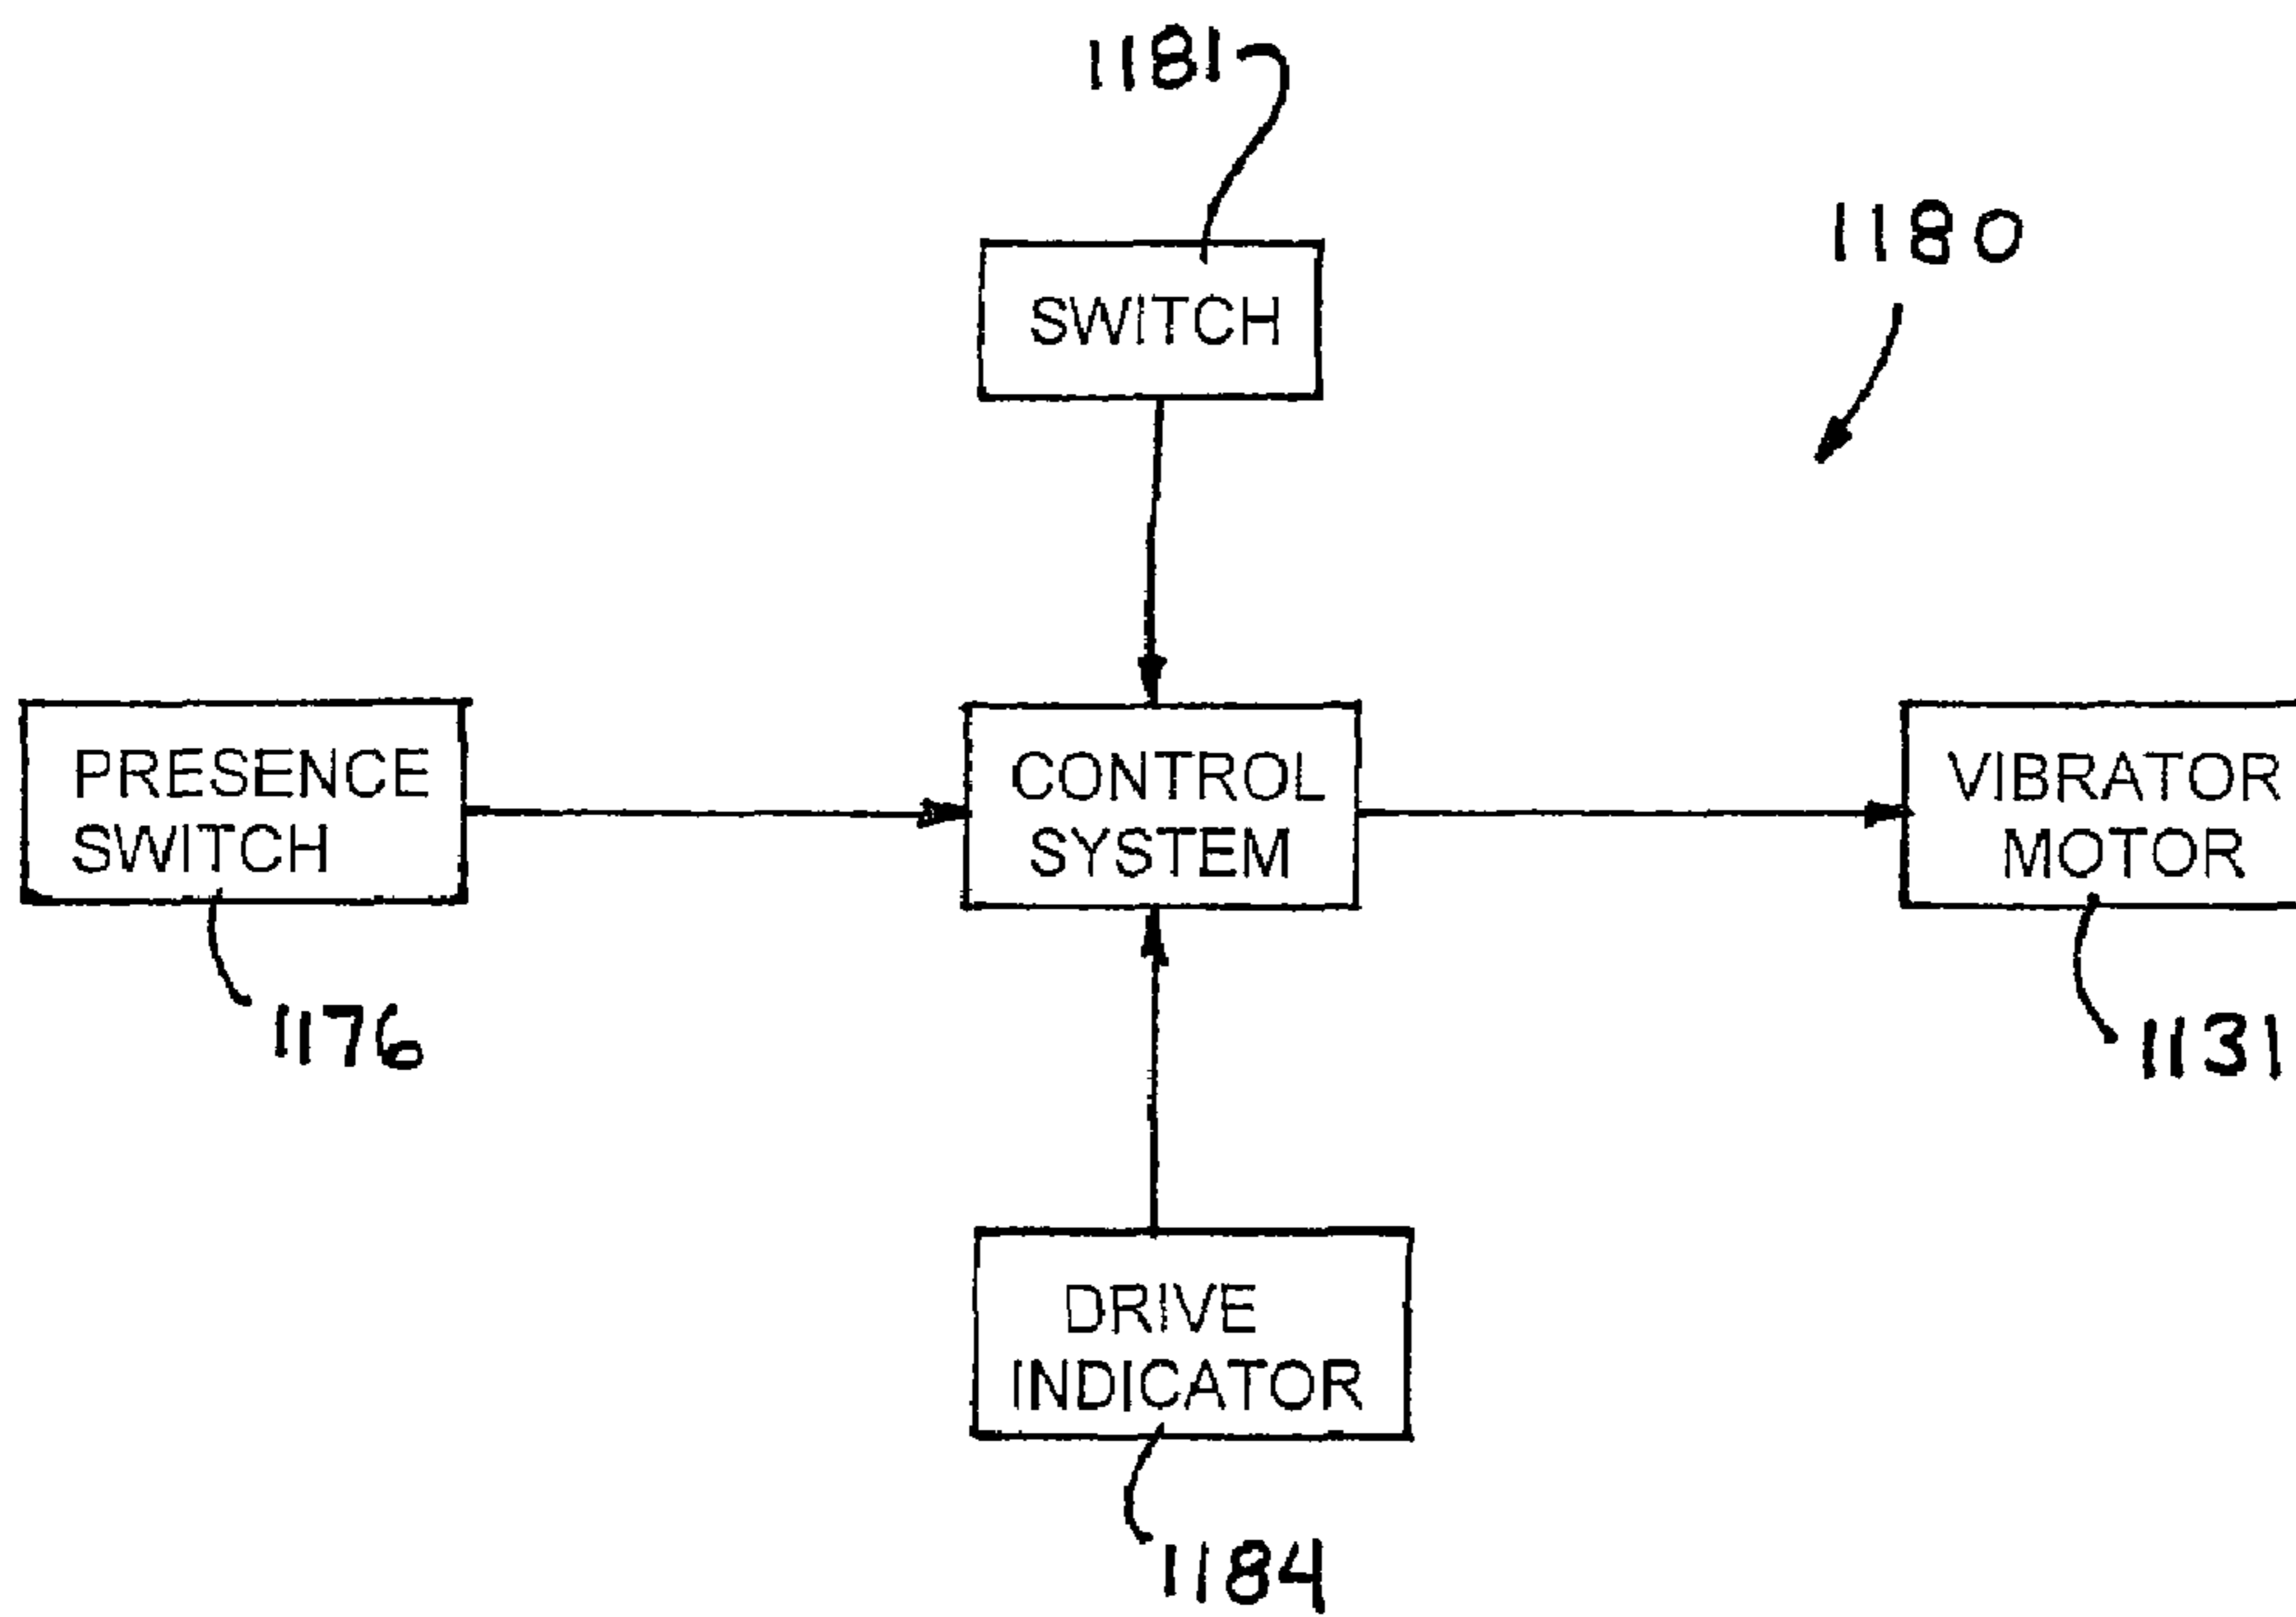 1181
1180
SWITCH
PRESENCE
SWITCH
CONTROL
SYSTEM
VIBRATOR
MOTOR
1176
1131
DRIVE
INDICATOR
1184